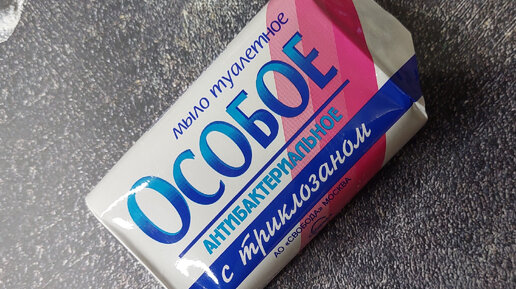 мыло туалетное
ОСОБОЕ
АНТИБАКТЕРИАЛЬНОЕ
с триклозаном
АО «СВОБОДА» МОСКВА